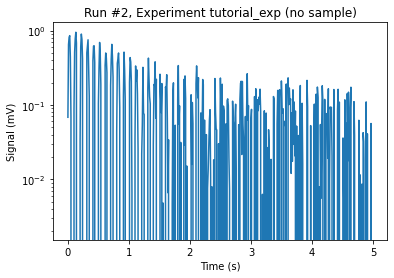 Run #2, Experiment tutorial_exp (no sample)
Signal (mV)
10⁰
10⁻¹
10⁻²
0 1 2 3 4 5
Time (s)